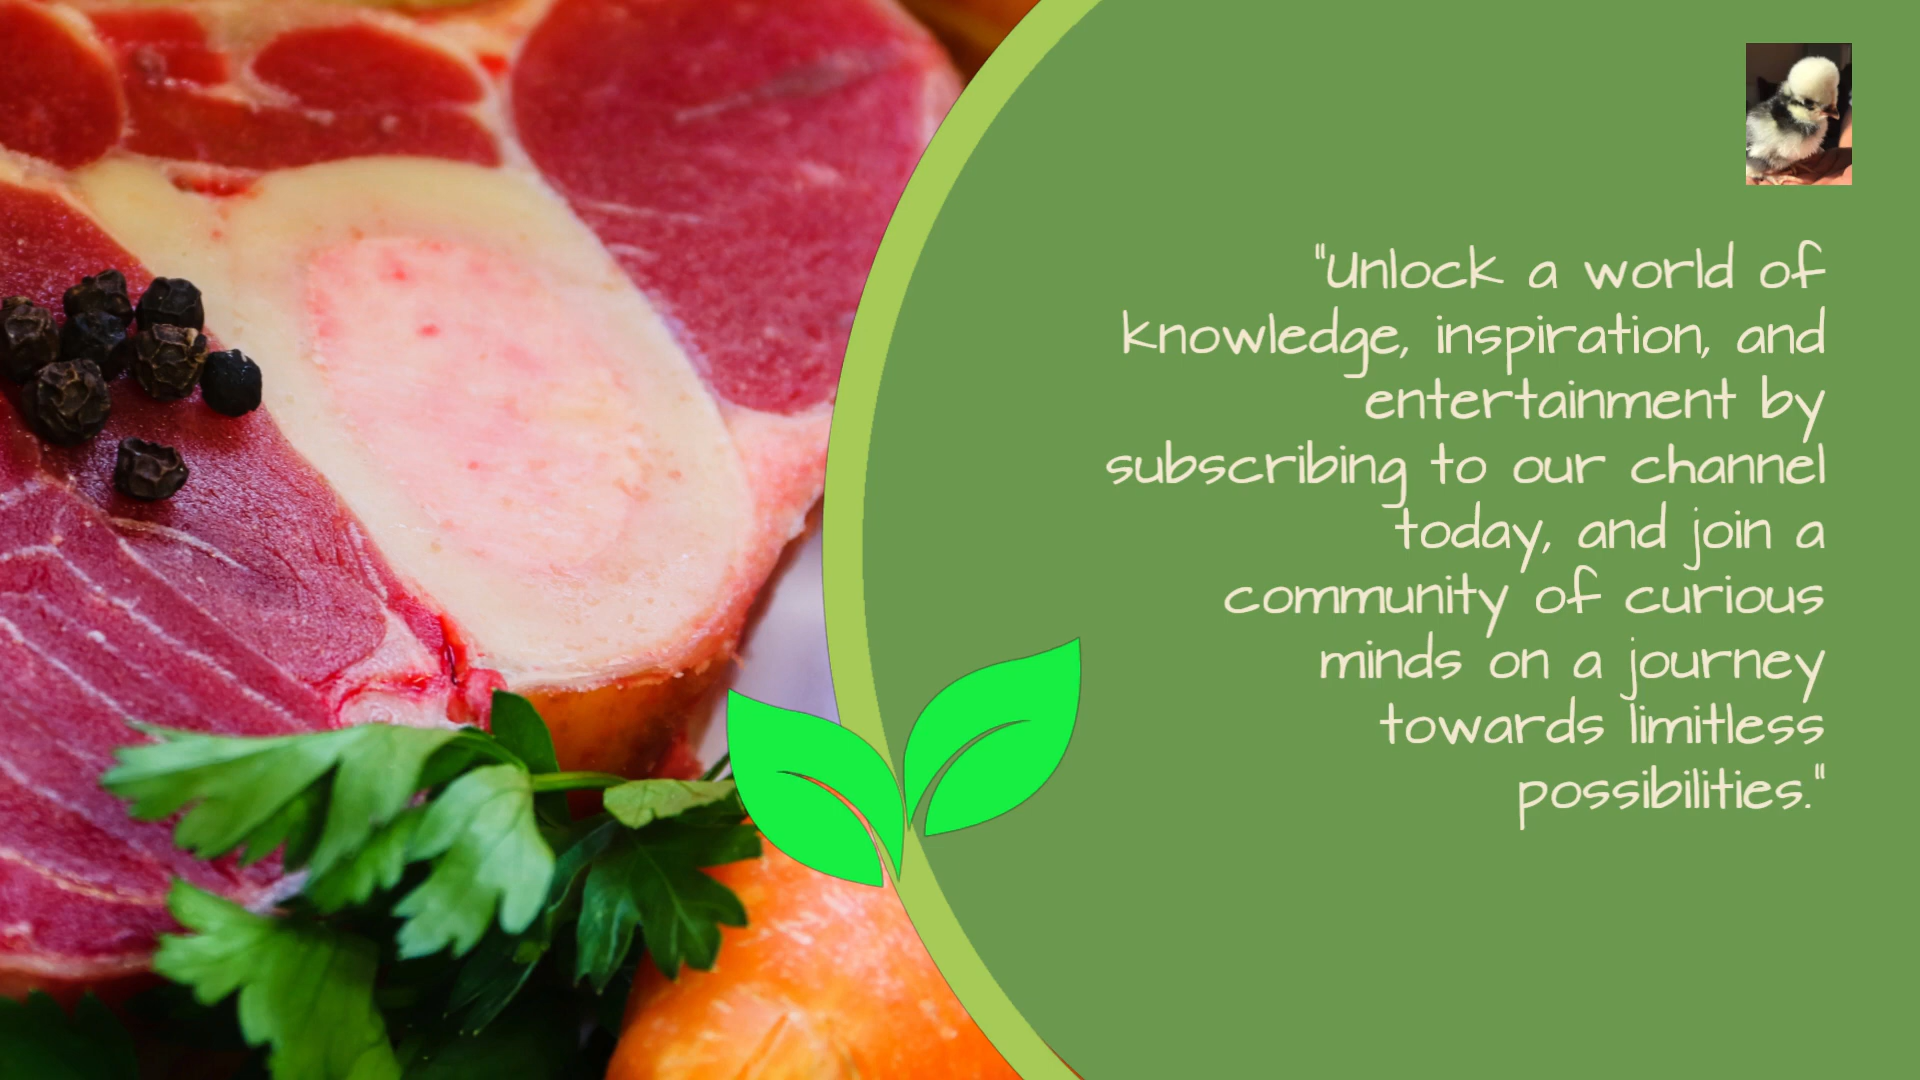 "Unlock a world of
knowledge, inspiration, and
entertainment by
subscribing to our channel
today, and join a
community of curious
minds on a journey
towards limitless
possibilities."